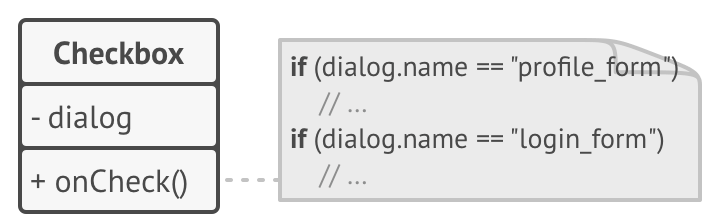 Checkbox
- dialog
+ onCheck()
if (dialog.name == "profile_form")
// ...
if (dialog.name == "login_form")
// ...